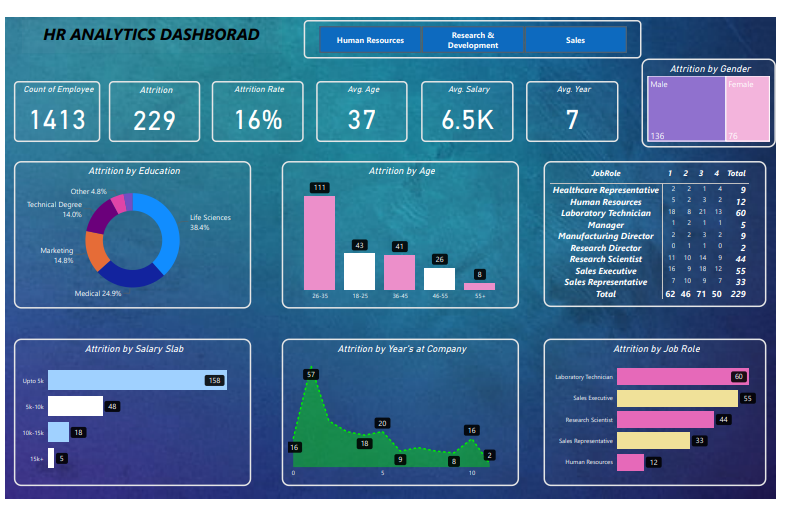 HR ANALYTICS DASHBORAD
Human Resources
Research &
Development
Sales
Count of Employee
1413
Attrition
229
Attrition Rate
16%
Avg. Age
37
Avg. Salary
6.5K
Avg. Year
7
Attrition by Gender
Male
Female
136
76
Attrition by Education
Other 4.8%
Technical Degree
14.0%
Life Sciences
38.4%
Marketing
14.8%
Medical 24.9%
Attrition by Age
111
43
41
26
8
26-35 18-25 36-45 46-55 55+
JobRole 1 2 3 4 Total
Healthcare Representative 2 2 1 4 9
Human Resources 5 2 3 2 12
Laboratory Technician 18 8 21 13 60
Manager 1 2 1 1 5
Manufacturing Director 2 2 3 2 9
Research Director 0 1 1 0 2
Research Scientist 11 10 14 9 44
Sales Executive 16 9 18 12 55
Sales Representative 7 10 9 7 33
Total 62 46 71 50 229
Attrition by Salary Slab
Upto 5k 158
5k-10k 48
10k-15k 18
15k+ 5
Attrition by Year's at Company
57
16
18
20
9
8
16
2
0 5 10
Attrition by Job Role
Laboratory Technician 60
Sales Executive 55
Research Scientist 44
Sales Representative 33
Human Resources 12